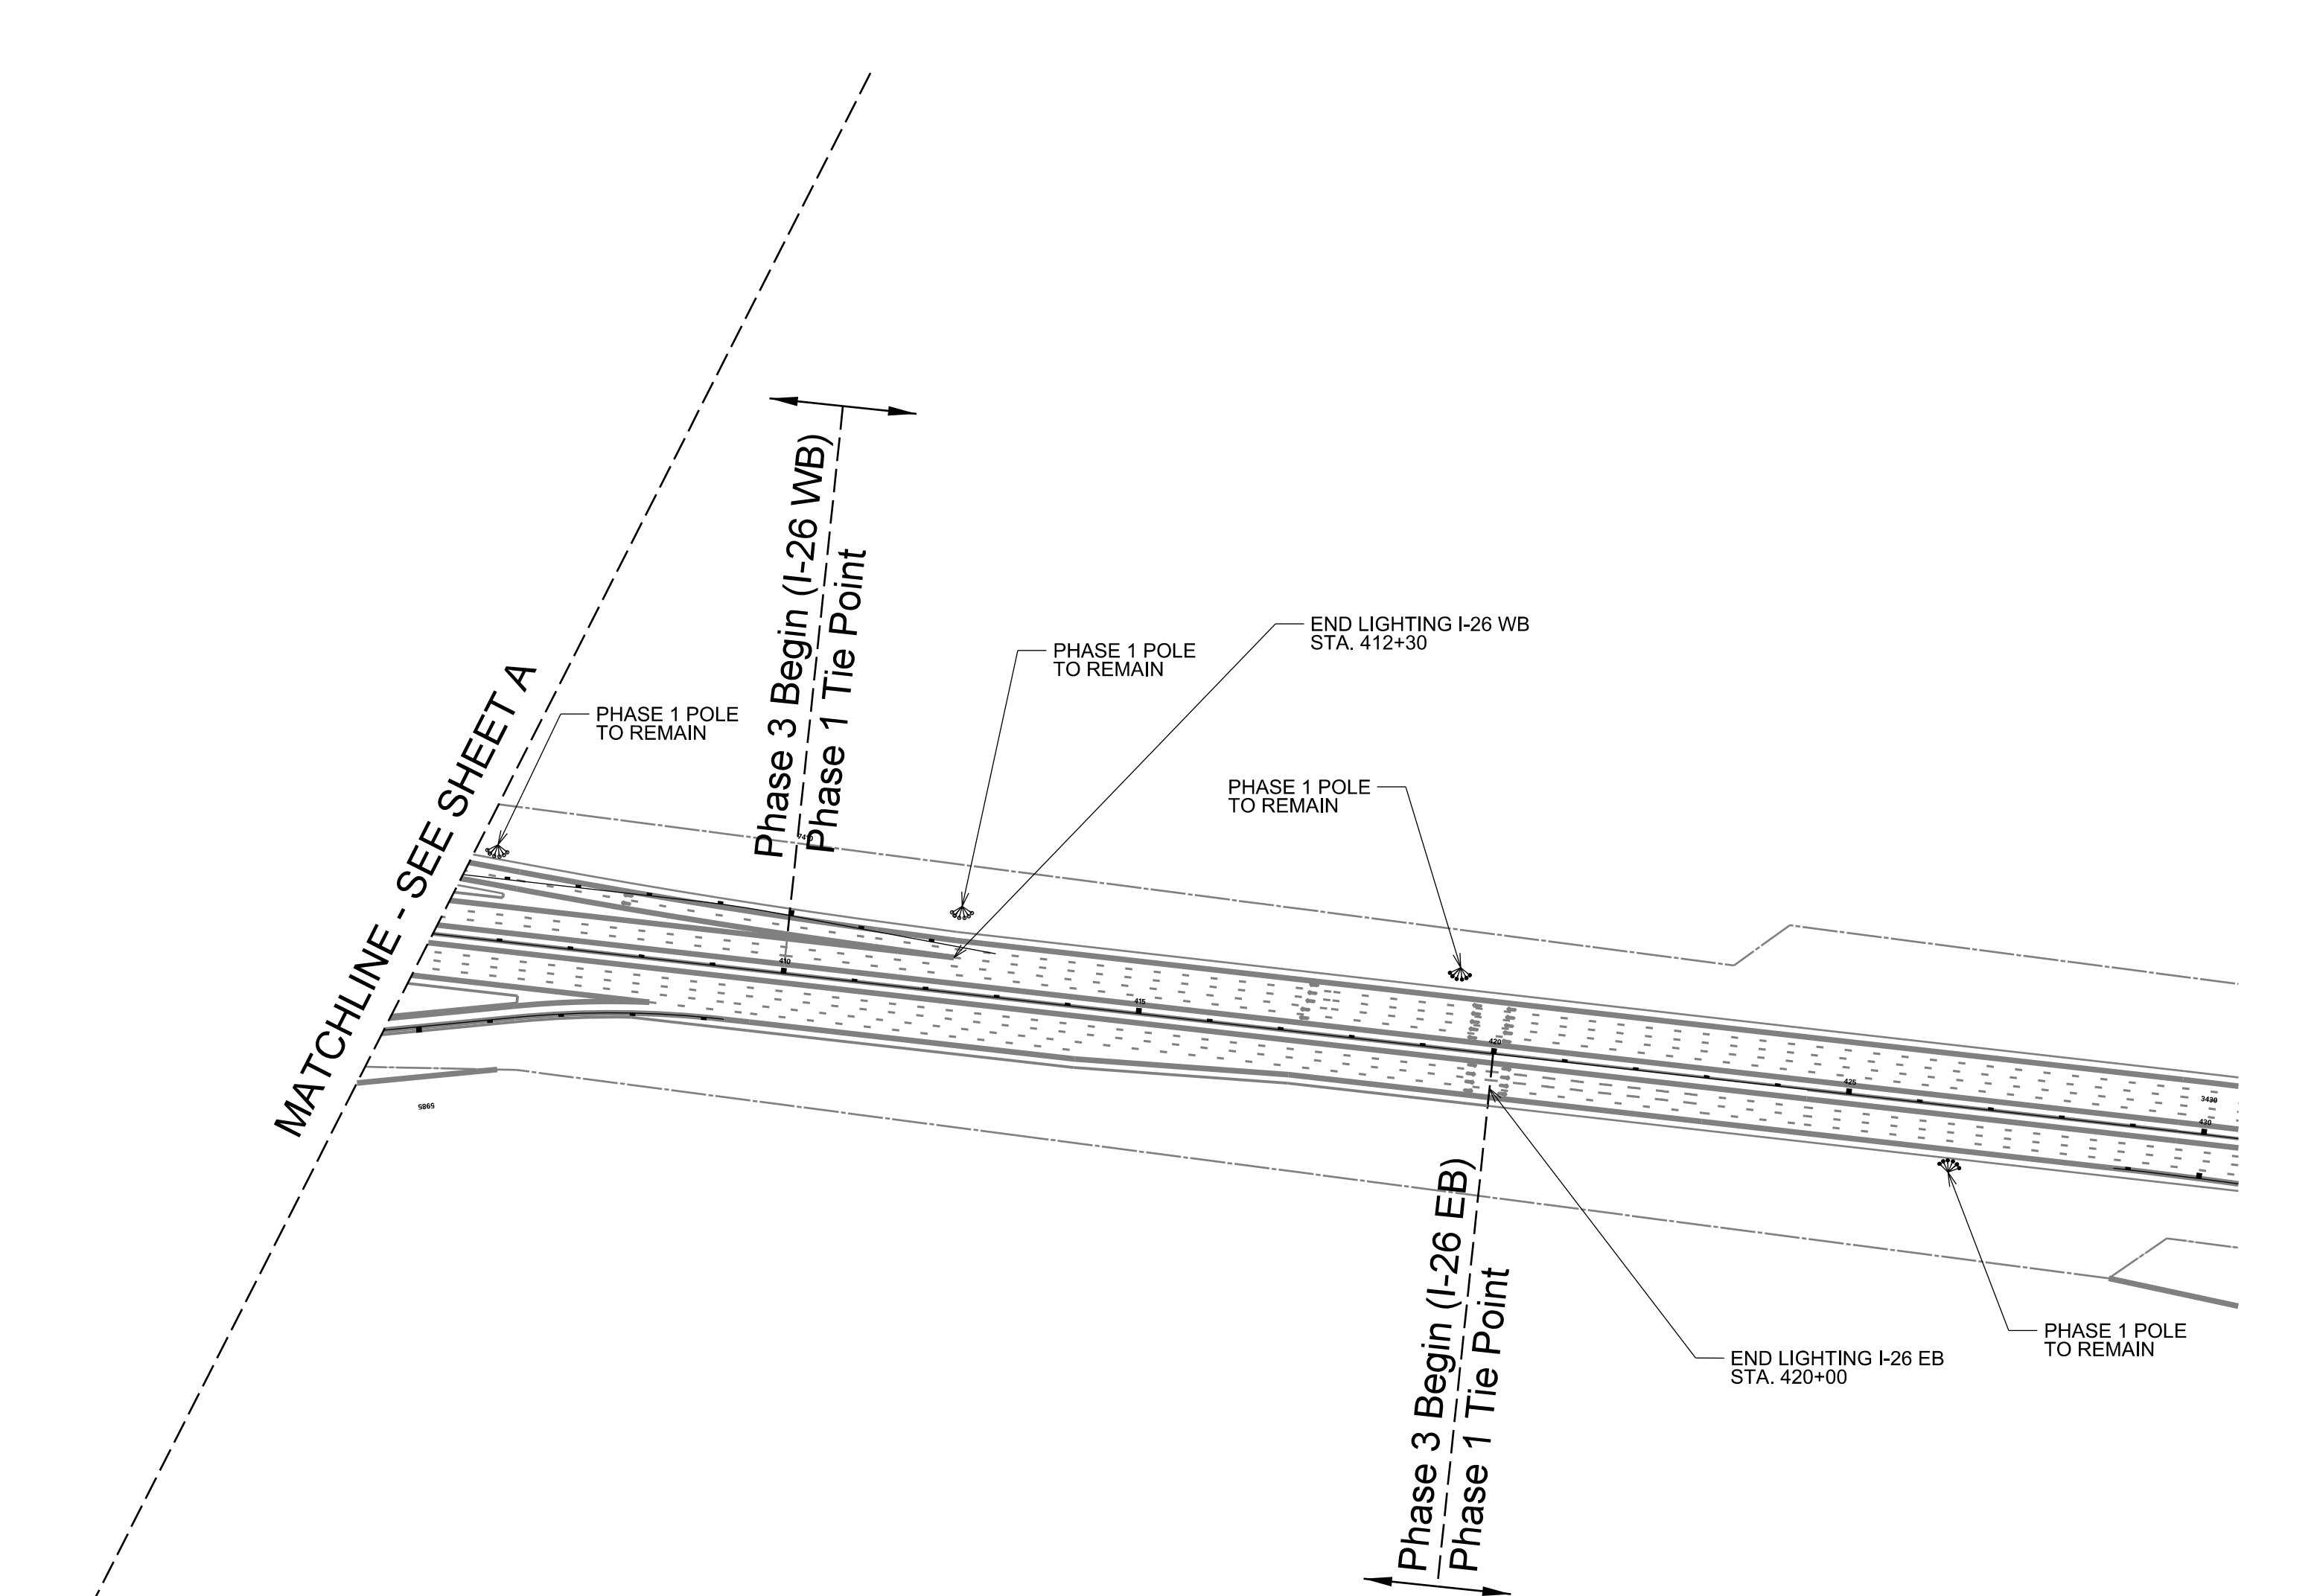 MATCHLINE - SEE SHEET A
Phase 3 Begin (I-26 WB)
Phase 1 Tie Point
PHASE 1 POLE
TO REMAIN
PHASE 1 POLE
TO REMAIN
END LIGHTING I-26 WB
STA. 412+30
PHASE 1 POLE
TO REMAIN
410
415
420
425
3430
430
5865
Phase 3 Begin (I-26 EB)
Phase 1 Tie Point
END LIGHTING I-26 EB
STA. 420+00
PHASE 1 POLE
TO REMAIN